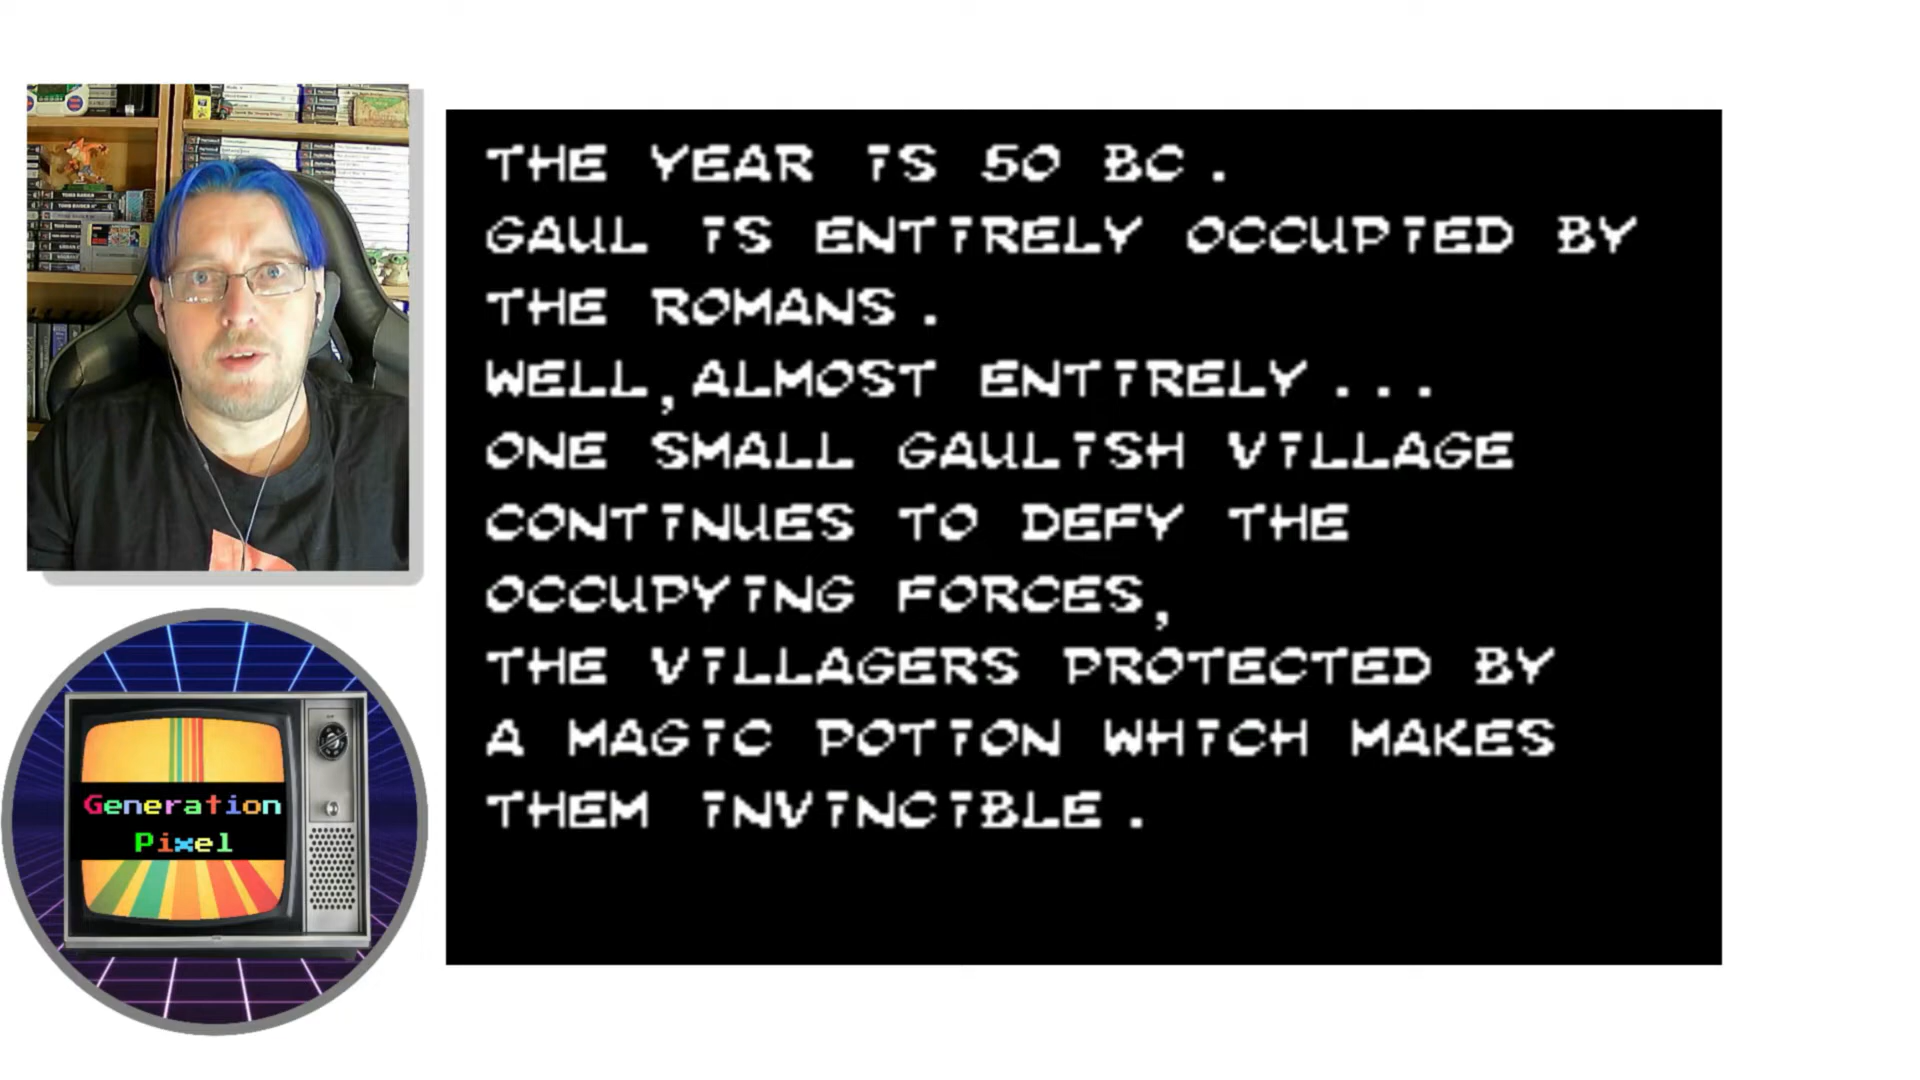 THE YEAR iS 50 BC.
GAUL iS ENTiRELY OCCUPiED BY
THE ROMANS.
WELL,ALMOST ENTiRELY...
ONE SMALL GAULiSH ViLLAGE
CONTiNUES TO DEFY THE
OCCUPYiNG FORCES,
THE ViLLAGERS PROTECTED BY
A MAGiC POTiON WHiCH MAKES
THEM iNViNCiBLE.
Generation
Pixel